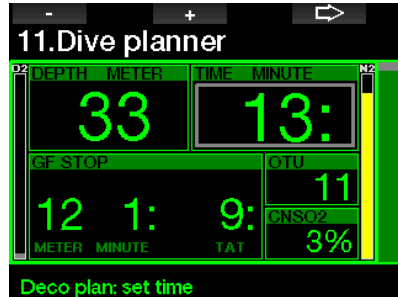 - +
11.Dive planner
O2 DEPTH METER TIME MINUTE N2
33 13:
GF STOP OTU
11
12 1: 9: CNSO2
METER MINUTE TAT 3%
Deco plan: set time